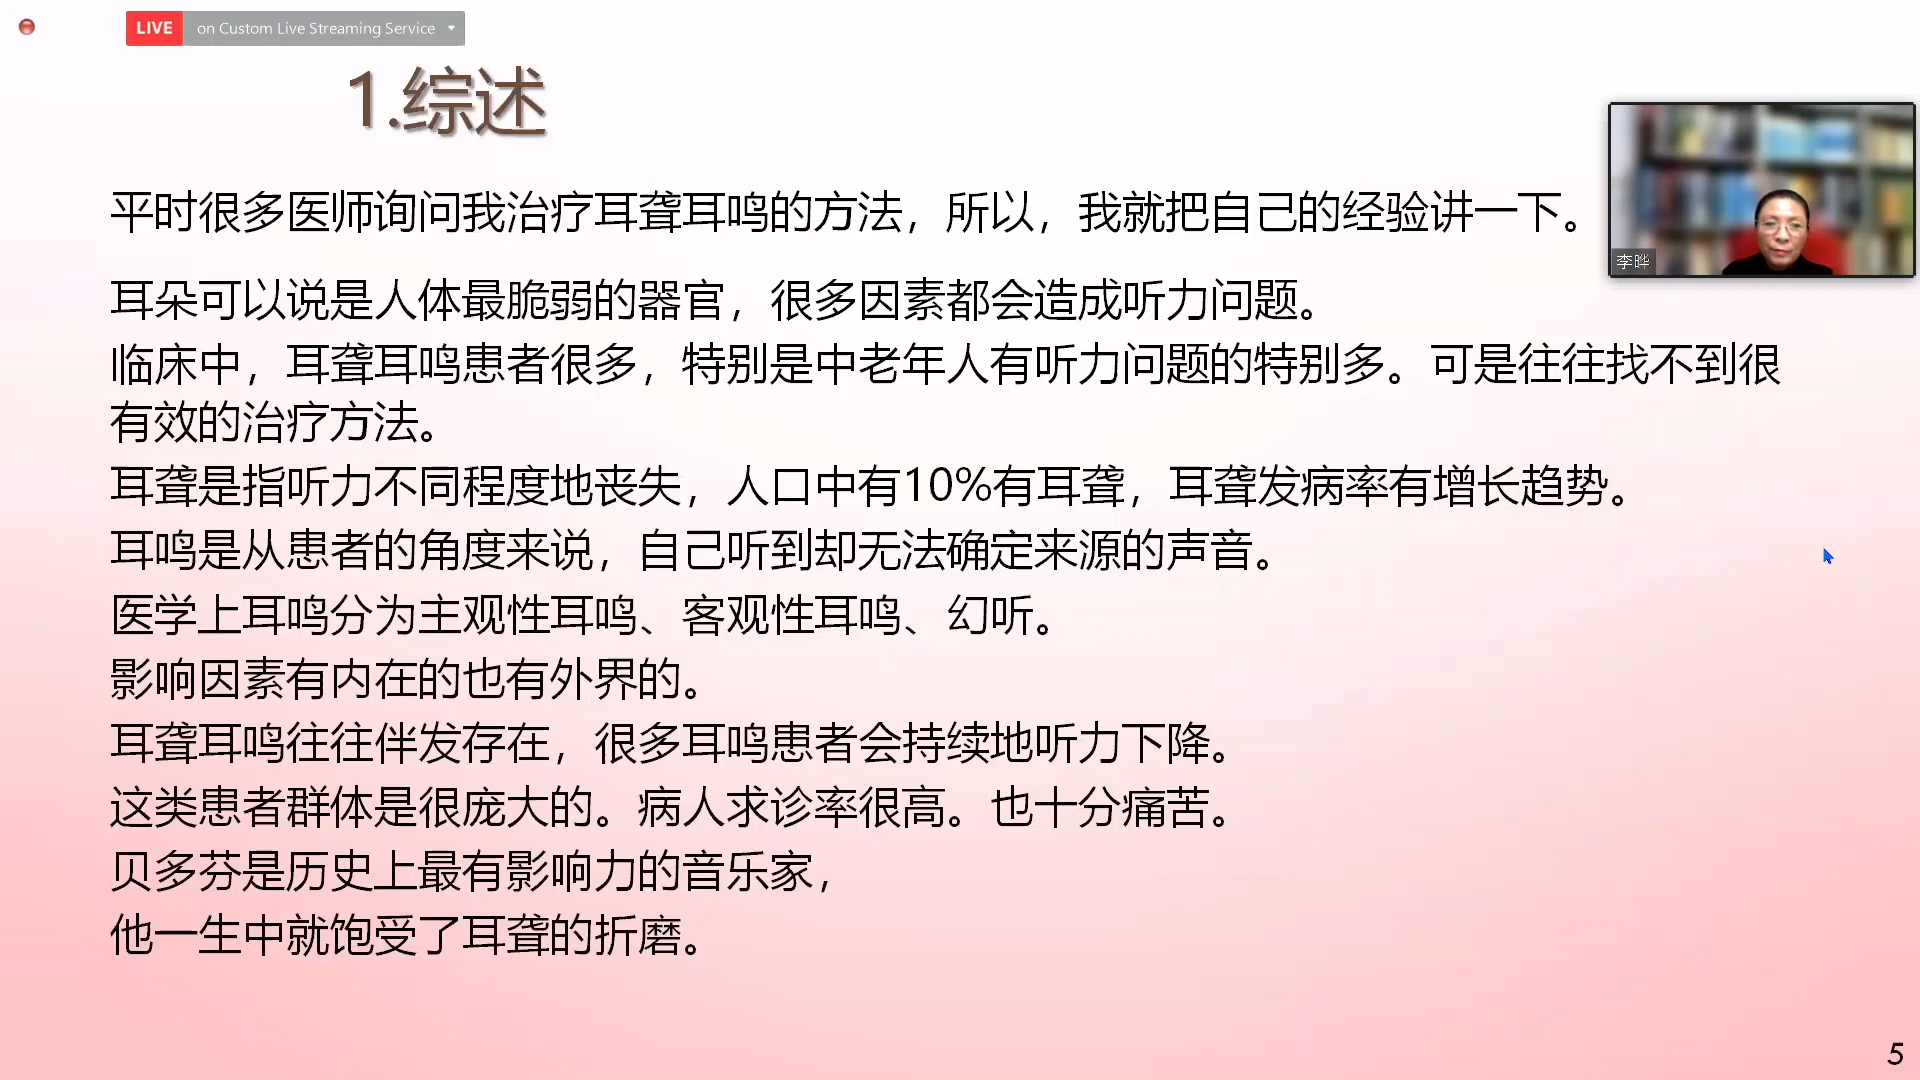 LIVE on Custom Live Streaming Service
1.综述
平时很多医师询问我治疗耳聋耳鸣的方法，所以，我就把自己的经验讲一下。
李晔
耳朵可以说是人体最脆弱的器官，很多因素都会造成听力问题。
临床中，耳聋耳鸣患者很多，特别是中老年人有听力问题的特别多。可是往往找不到很
有效的治疗方法。
耳聋是指听力不同程度地丧失，人口中有10%有耳聋，耳聋发病率有增长趋势。
耳鸣是从患者的角度来说，自己听到却无法确定来源的声音。
医学上耳鸣分为主观性耳鸣、客观性耳鸣、幻听。
影响因素有内在的也有外界的。
耳聋耳鸣往往伴发存在，很多耳鸣患者会持续地听力下降。
这类患者群体是很庞大的。病人求诊率很高。也十分痛苦。
贝多芬是历史上最有影响力的音乐家，
他一生中就饱受了耳聋的折磨。
5